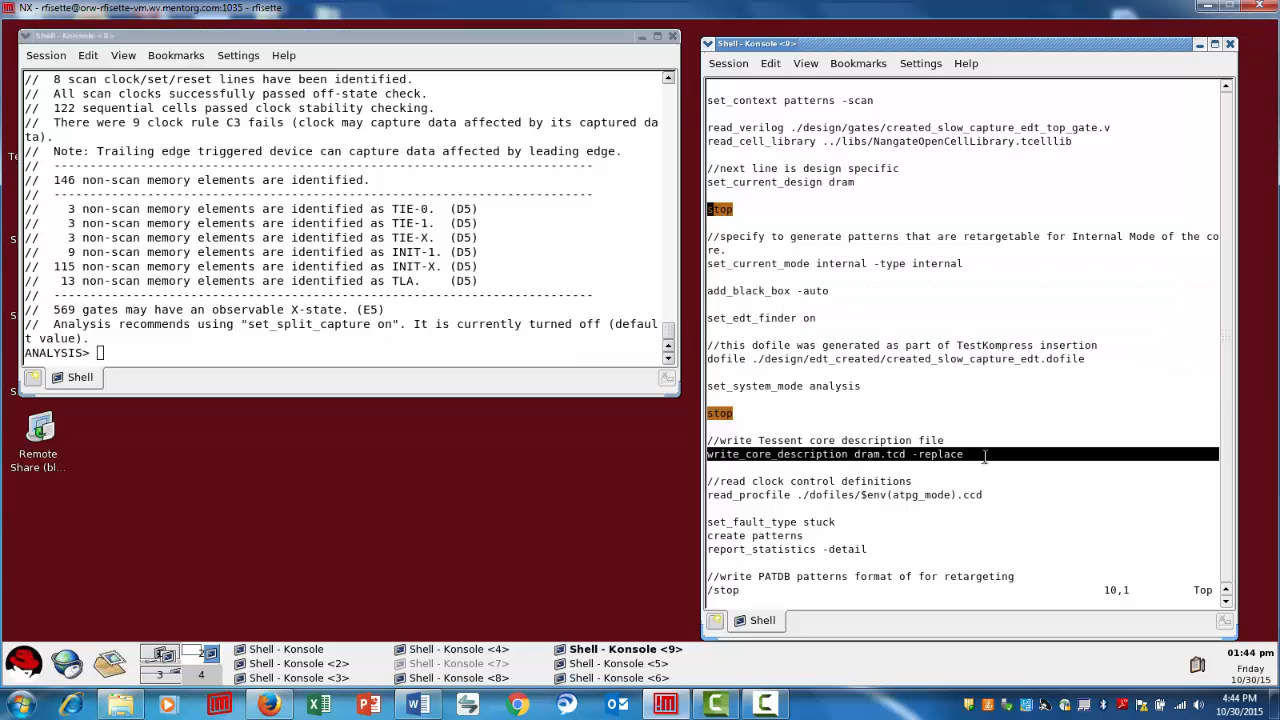 NX - rfisette@orw-rfisette-vm.wv.mentorg.com:1035 - rfisette
Shell - Konsole <8>
Session Edit View Bookmarks Settings Help
//  8 scan clock/set/reset lines have been identified.
//  All scan clocks successfully passed off-state check.
//  122 sequential cells passed clock stability checking.
//  There were 9 clock rule C3 fails (clock may capture data affected by its captured da
ta).
//  Note: Trailing edge triggered device can capture data affected by leading edge.
//  ---------------------------------------------------------------------------
//  146 non-scan memory elements are identified.
//  ---------------------------------------------------------------------------
//    3 non-scan memory elements are identified as TIE-0.  (D5)
//    3 non-scan memory elements are identified as TIE-1.  (D5)
//    3 non-scan memory elements are identified as TIE-X.  (D5)
//    9 non-scan memory elements are identified as INIT-1.  (D5)
//  115 non-scan memory elements are identified as INIT-X.  (D5)
//   13 non-scan memory elements are identified as TLA.  (D5)
//  ---------------------------------------------------------------------------
//  569 gates may have an observable X-state. (E5)
//  Analysis recommends using "set_split_capture on". It is currently turned off (defaul
t value).
ANALYSIS>
Shell
Remote
Share (bl...
Shell - Konsole <9>
Session Edit View Bookmarks Settings Help
set_context patterns -scan
read_verilog ./design/gates/created_slow_capture_edt_top_gate.v
read_cell_library ../libs/NangateOpenCellLibrary.tcelllib
//next line is design specific
set_current_design dram
stop
//specify to generate patterns that are retargetable for Internal Mode of the co
re.
set_current_mode internal -type internal
add_black_box -auto
set_edt_finder on
//this dofile was generated as part of TestKompress insertion
dofile ./design/edt_created/created_slow_capture_edt.dofile
set_system_mode analysis
stop
//write Tessent core description file
write_core_description dram.tcd -replace
//read clock control definitions
read_procfile ./dofiles/$env(atpg_mode).ccd
set_fault_type stuck
create patterns
report_statistics -detail
//write PATDB patterns format of for retargeting
/stop 10,1 Top
Shell
2
3 4
Shell - Konsole
Shell - Konsole <2>
Shell - Konsole <3>
Shell - Konsole <4>
Shell - Konsole <7>
Shell - Konsole <8>
Shell - Konsole <9>
Shell - Konsole <5>
Shell - Konsole <6>
01:44 pm
Friday
10/30/15
4:44 PM
10/30/2015